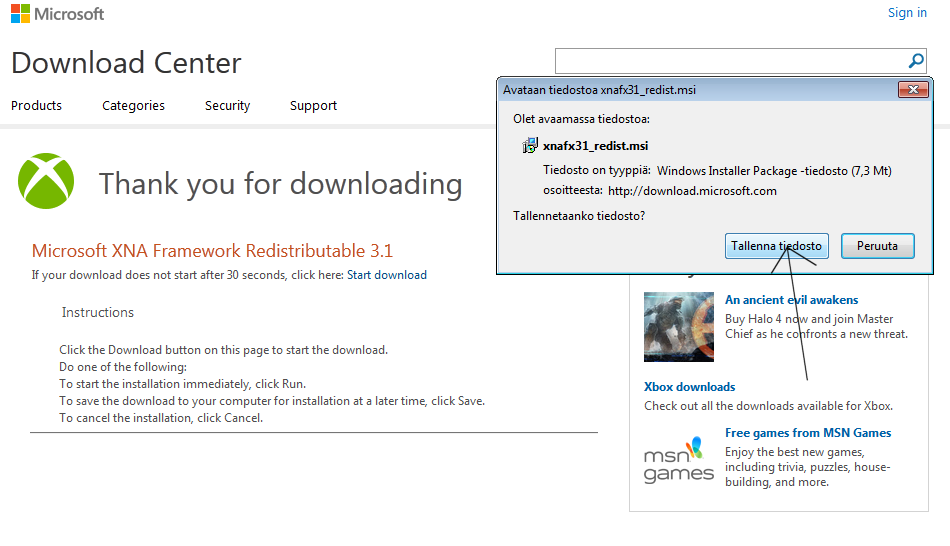 Microsoft
Sign in
Download Center
Products
Categories
Security
Support
Avataan tiedostoa xnafx31_redist.msi
Olet avaamassa tiedostoa:
xnafx31_redist.msi
Tiedosto on tyyppiä: Windows Installer Package -tiedosto (7,3 Mt)
osoitteesta: http://download.microsoft.com
Tallennetaanko tiedosto?
Tallenna tiedosto
Peruuta
Thank you for downloading
Microsoft XNA Framework Redistributable 3.1
If your download does not start after 30 seconds, click here: Start download
Instructions
Click the Download button on this page to start the download.
Do one of the following:
To start the installation immediately, click Run.
To save the download to your computer for installation at a later time, click Save.
To cancel the installation, click Cancel.
An ancient evil awakens
Buy Halo 4 now and join Master
Chief as he confronts a new threat.
Xbox downloads
Check out all the downloads available for Xbox.
msn
games
Free games from MSN Games
Enjoy the best new games,
including trivia, puzzles, house-
building, and more.